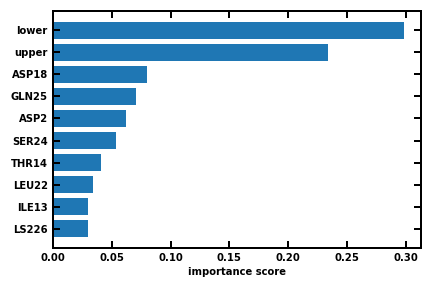 lower
upper
ASP18
GLN25
ASP2
SER24
THR14
LEU22
ILE13
LS226
0.00 0.05 0.10 0.15 0.20 0.25 0.30
importance score